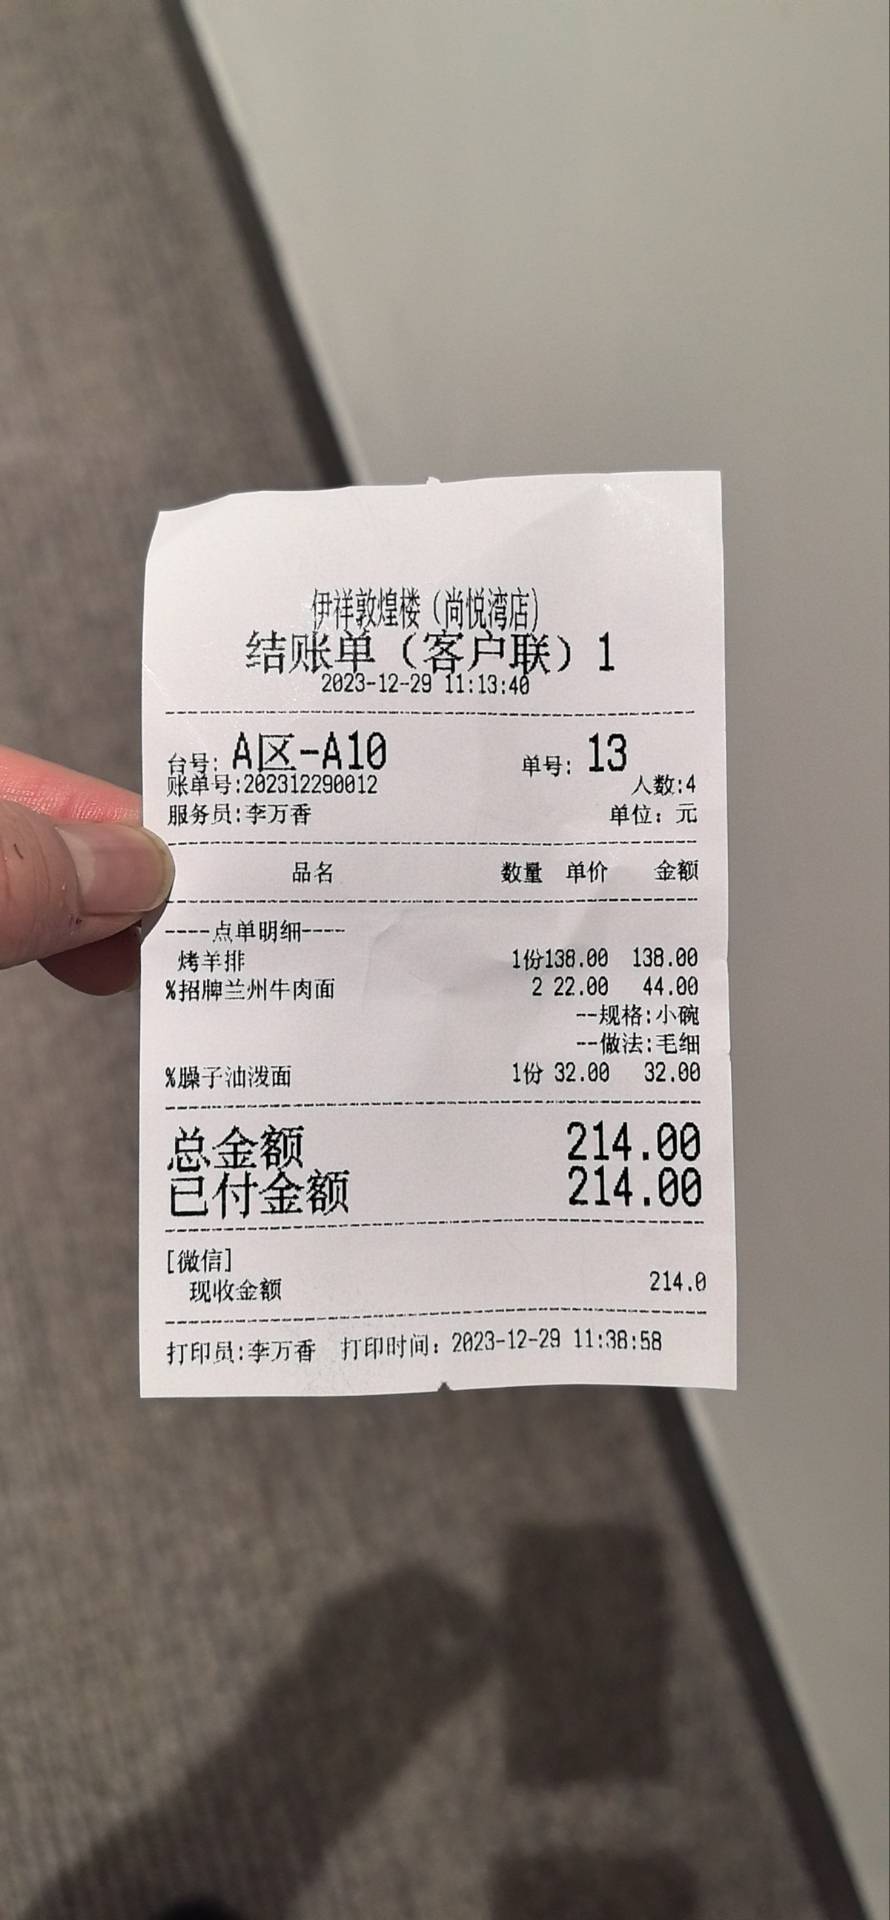 伊祥敦煌楼（尚悦湾店）
结账单（客户联）1
2023-12-29 11:13:40
台号: A区-A10 单号: 13
账单号:202312290012 人数:4
服务员:李万香 单位：元
品名 数量 单价 金额
----点单明细----
烤羊排 1份138.00 138.00
%招牌兰州牛肉面 2 22.00 44.00
--规格:小碗
--做法:毛细
%臊子油泼面 1份 32.00 32.00
总金额 214.00
已付金额 214.00
[微信]
现收金额 214.0
打印员:李万香 打印时间：2023-12-29 11:38:58